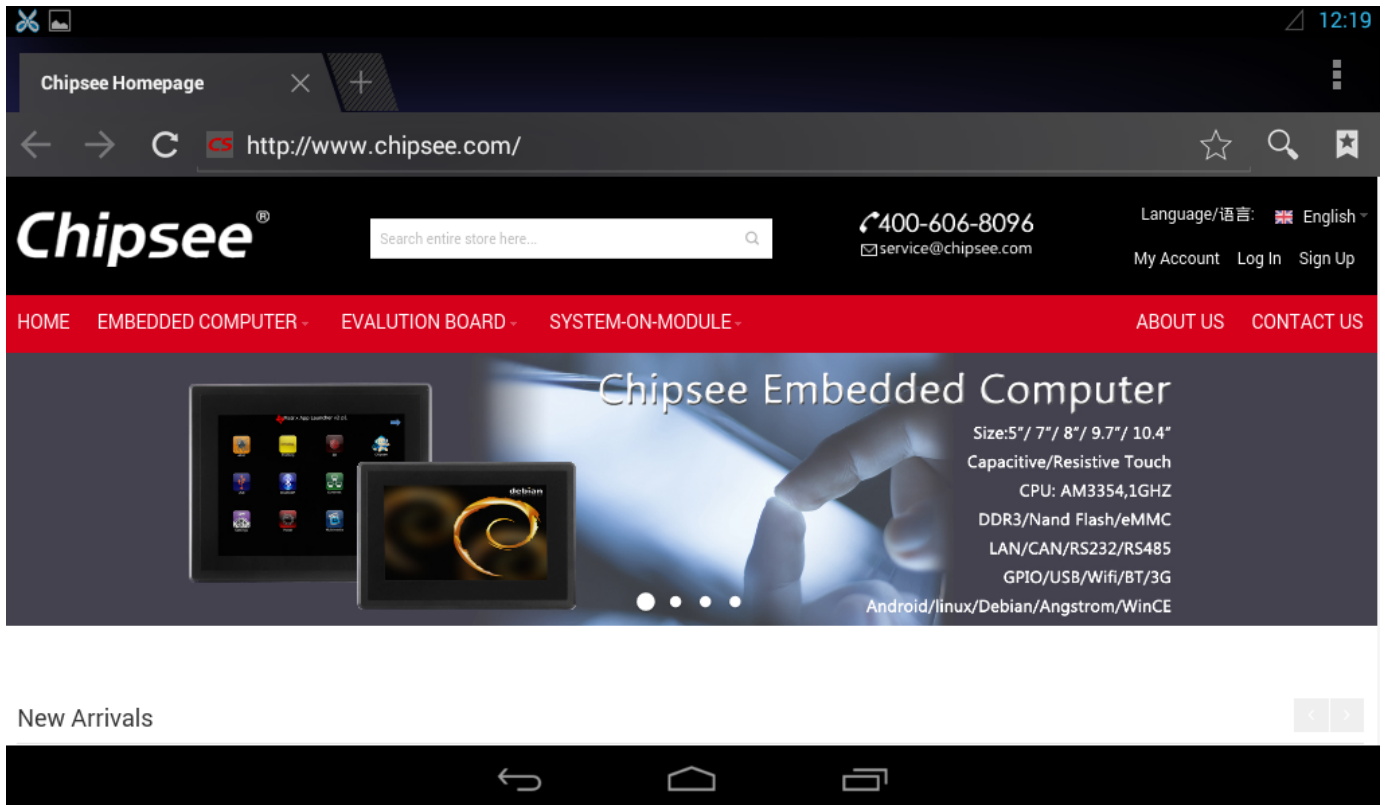 12:19
Chipsee Homepage
http://www.chipsee.com/
Chipsee®
Search entire store here...
400-606-8096
service@chipsee.com
Language/语言: English
My Account Log In Sign Up
HOME EMBEDDED COMPUTER EVALUTION BOARD SYSTEM-ON-MODULE ABOUT US CONTACT US
Chipsee Embedded Computer
Size:5"/ 7"/ 8"/ 9.7"/ 10.4"
Capacitive/Resistive Touch
CPU: AM3354,1GHZ
DDR3/Nand Flash/eMMC
LAN/CAN/RS232/RS485
GPIO/USB/Wifi/BT/3G
Android/linux/Debian/Angstrom/WinCE
debian
New Arrivals